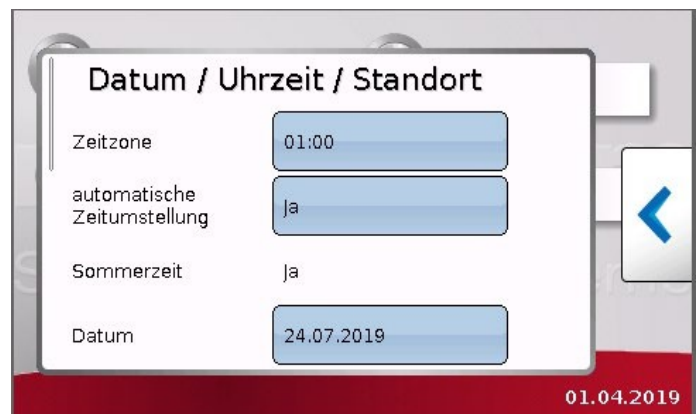 Datum / Uhrzeit / Standort
Zeitzone
01:00
automatische
Zeitumstellung
Ja
Sommerzeit
Ja
Datum
24.07.2019
01.04.2019